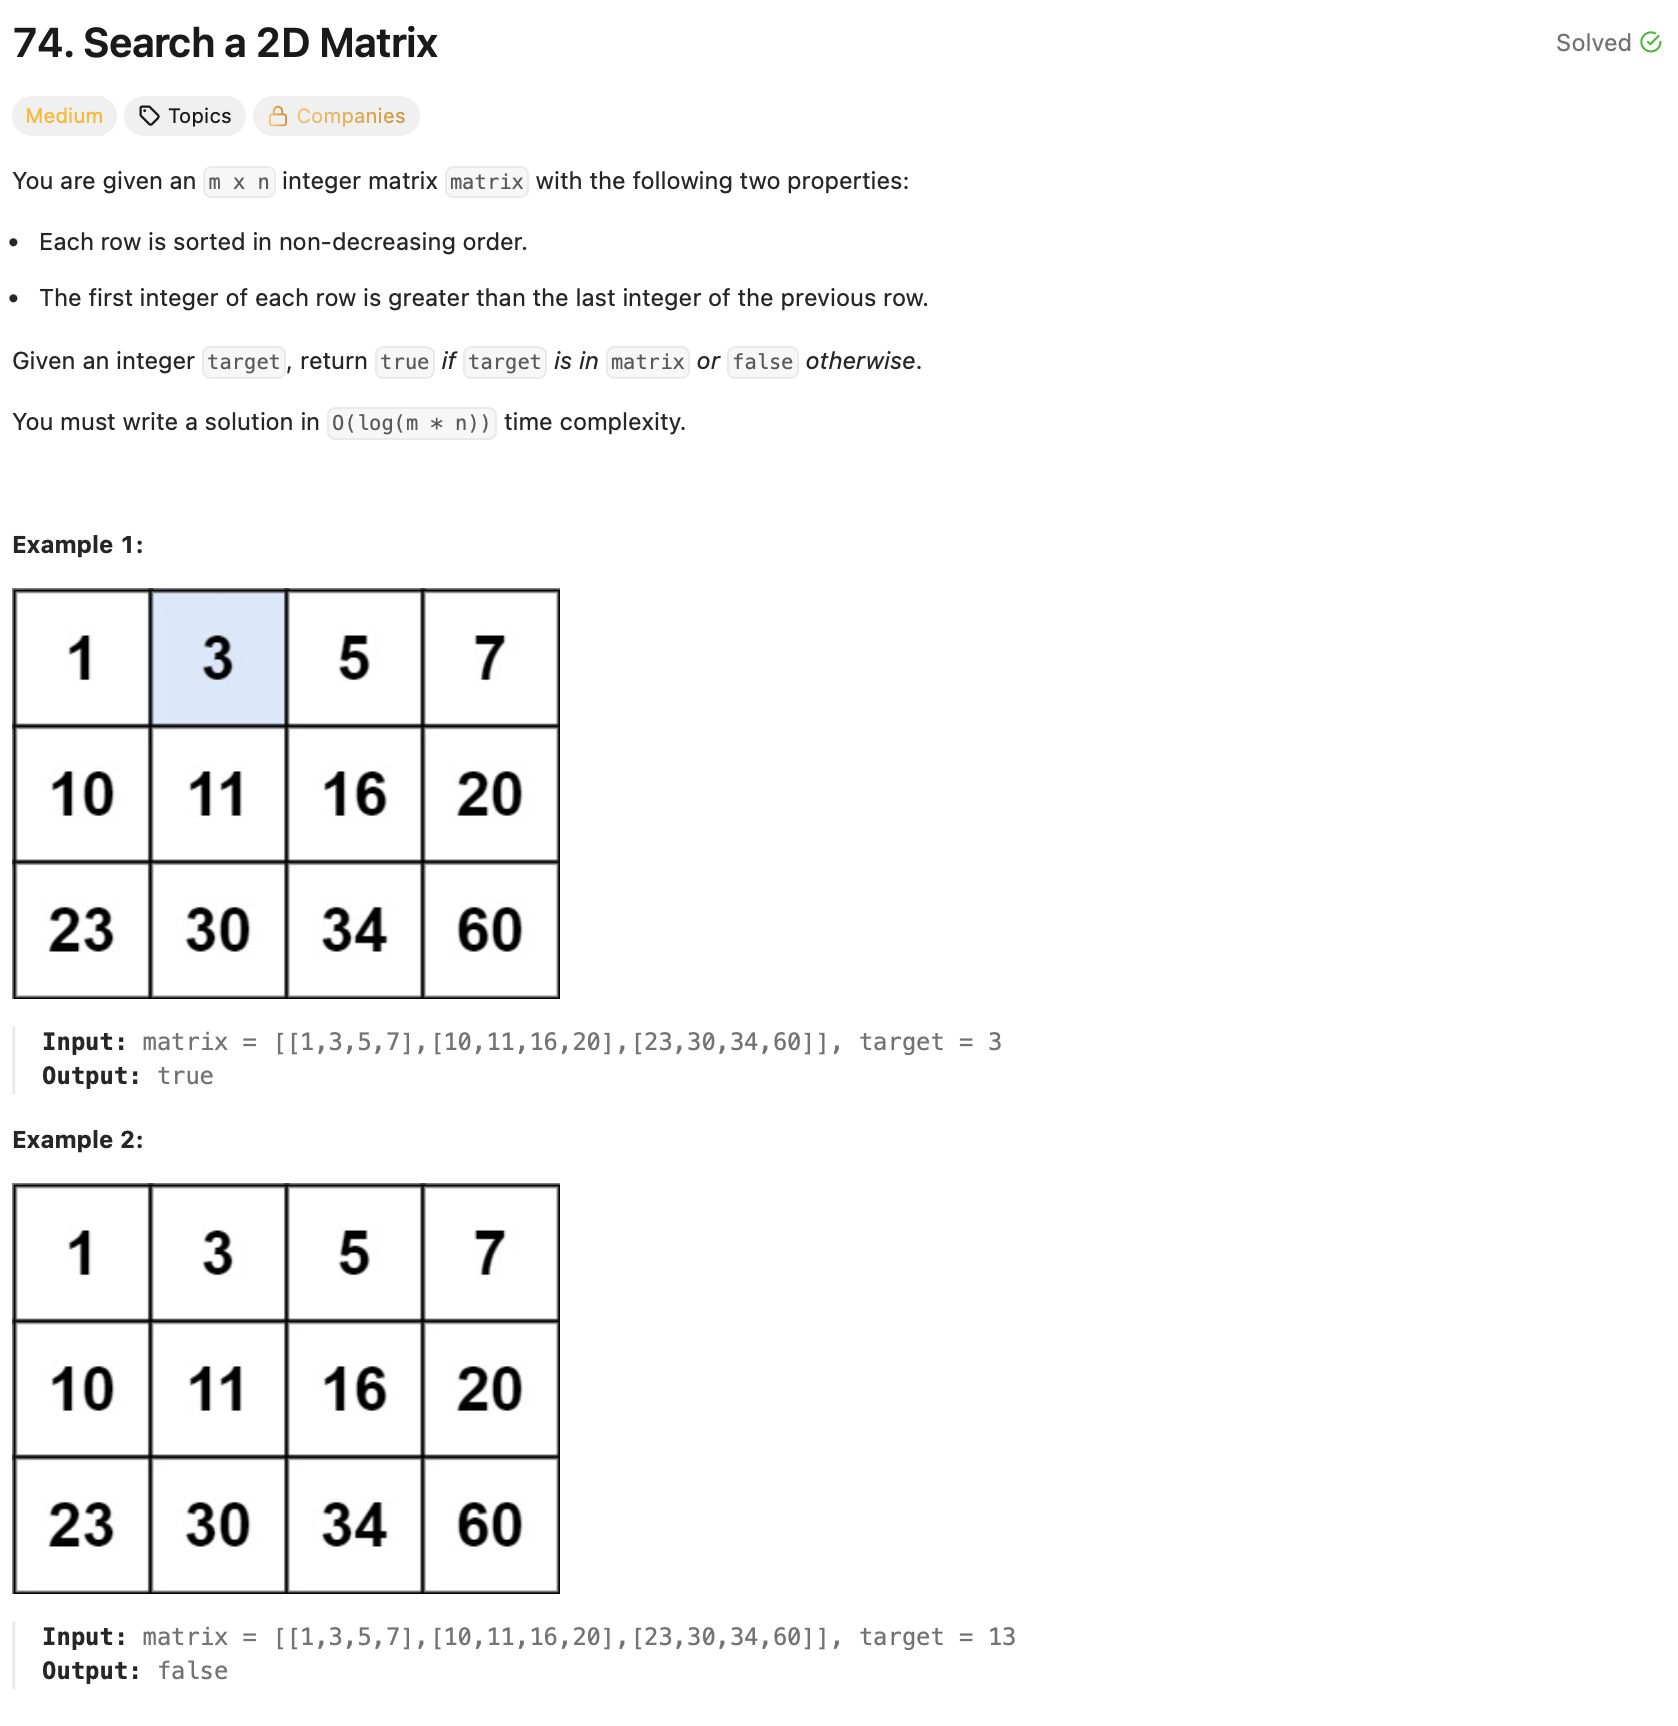 74. Search a 2D Matrix
Solved
Medium
Topics
Companies
You are given an m x n integer matrix matrix with the following two properties:
• Each row is sorted in non-decreasing order.
• The first integer of each row is greater than the last integer of the previous row.
Given an integer target, return true if target is in matrix or false otherwise.
You must write a solution in O(log(m * n)) time complexity.
Example 1:
1 3 5 7
10 11 16 20
23 30 34 60
Input: matrix = [[1,3,5,7],[10,11,16,20],[23,30,34,60]], target = 3
Output: true
Example 2:
1 3 5 7
10 11 16 20
23 30 34 60
Input: matrix = [[1,3,5,7],[10,11,16,20],[23,30,34,60]], target = 13
Output: false